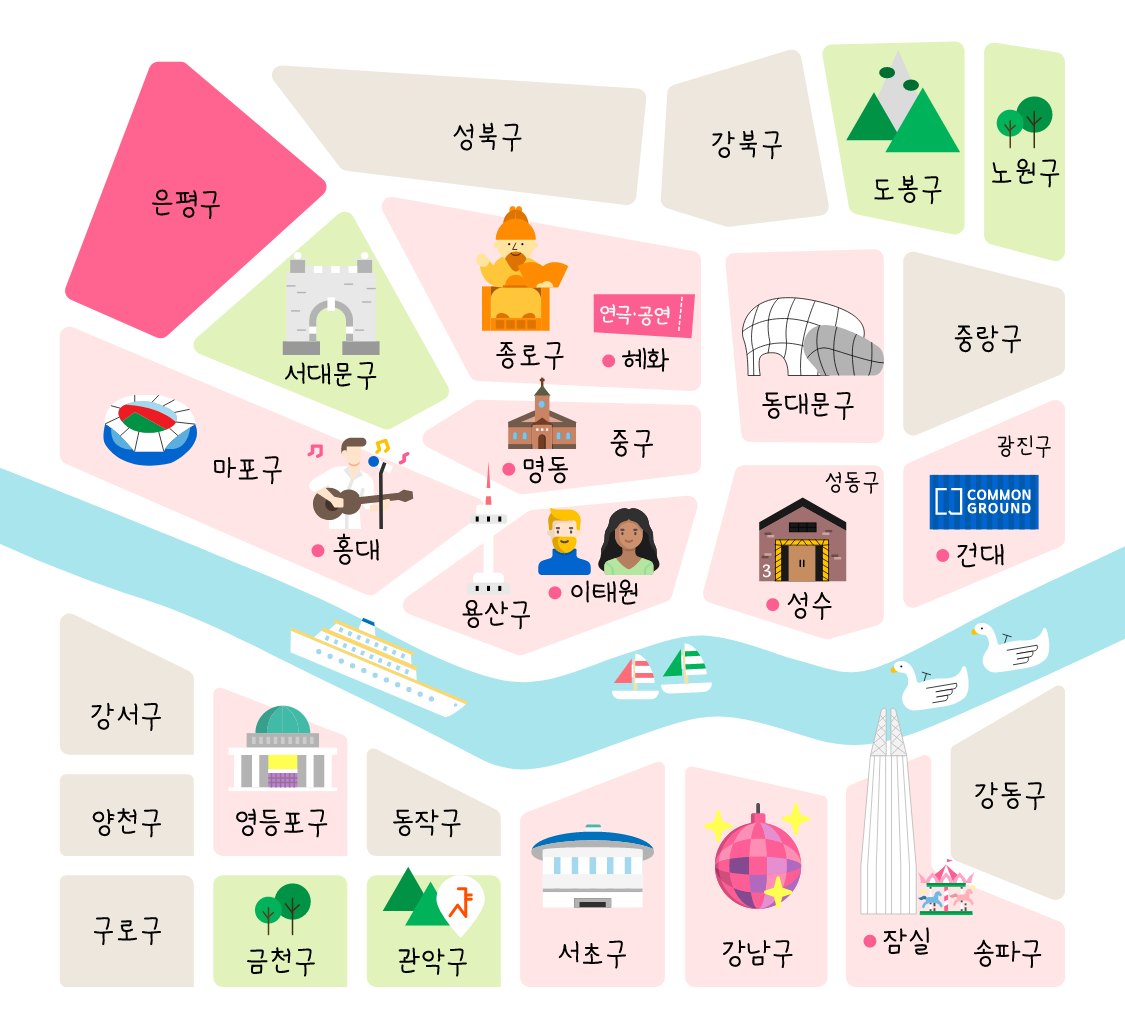 성북구
강북구
도봉구
노원구
은평구
종로구
연극·공연
혜화
서대문구
중랑구
동대문구
마포구
홍대
명동
중구
성동구
3
성수
광진구
COMMON
GROUND
건대
이태원
용산구
강서구
양천구
구로구
영등포구
동작구
금천구
관악구
서초구
강남구
강동구
잠실
송파구